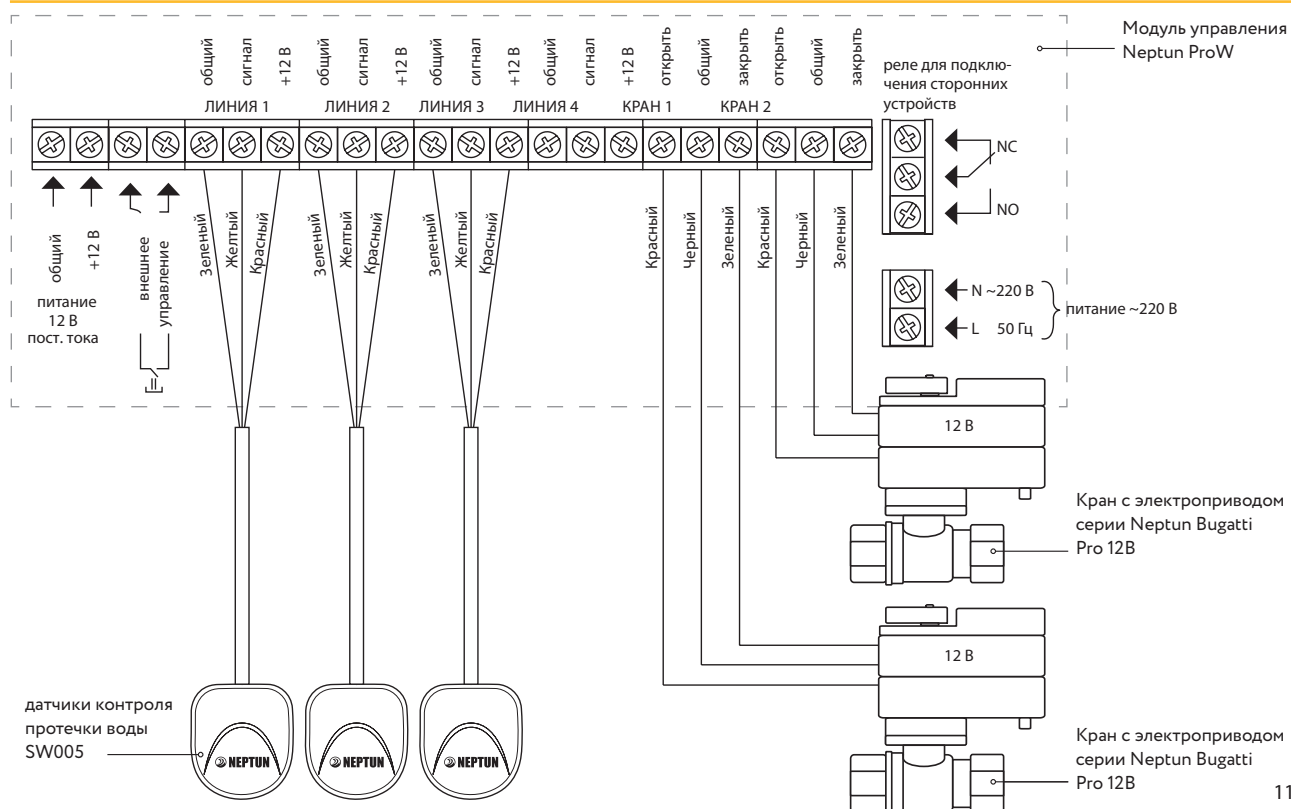 Модуль управления
Neptun ProW
общий
сигнал
+12 В
общий
сигнал
+12 В
общий
сигнал
+12 В
общий
сигнал
+12 В
открыть
общий
закрыть
открыть
общий
закрыть
реле для подклю-
чения сторонних
устройств
ЛИНИЯ 1
ЛИНИЯ 2
ЛИНИЯ 3
ЛИНИЯ 4
КРАН 1
КРАН 2
NC
NO
общий
+12 В
питание
12 В
пост. тока
внешнее
управление
Зеленый
Желтый
Красный
Зеленый
Желтый
Красный
Зеленый
Желтый
Красный
Красный
Черный
Зеленый
Красный
Черный
Зеленый
N ~220 В
L 50 Гц
питание ~220 В
12 В
Кран с электроприводом
серии Neptun Bugatti
Pro 12В
12 В
датчики контроля
протечки воды
SW005
NEPTUN
NEPTUN
NEPTUN
Кран с электроприводом
серии Neptun Bugatti
Pro 12В
11